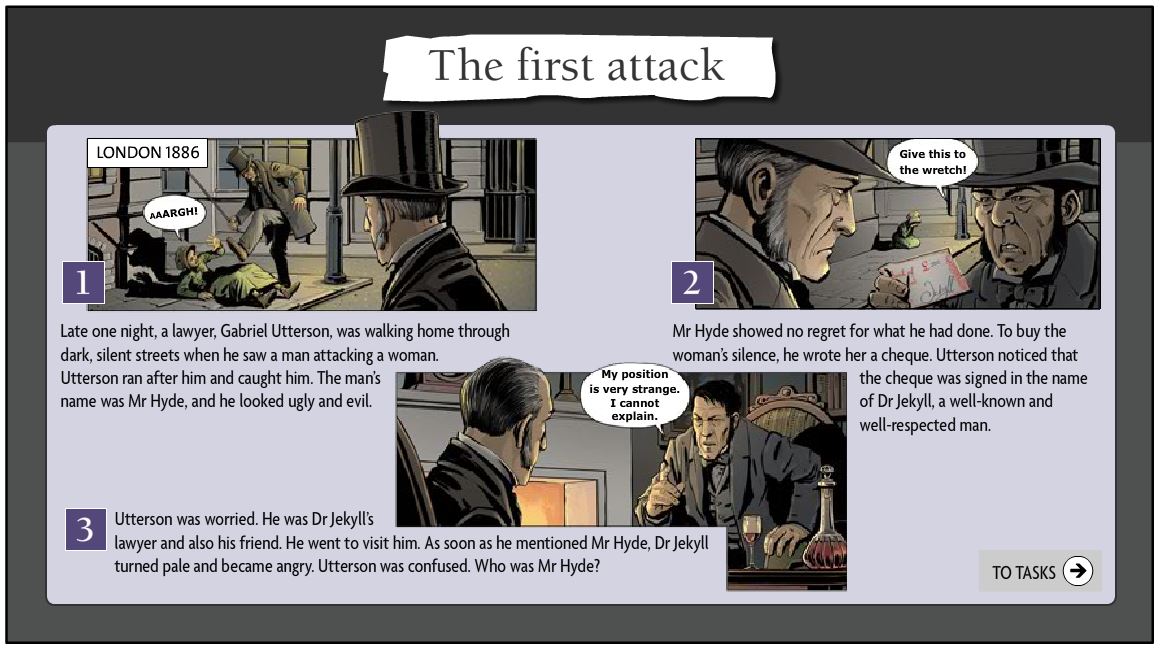 The first attack
LONDON 1886
AAARGH!
1
Late one night, a lawyer, Gabriel Utterson, was walking home through
dark, silent streets when he saw a man attacking a woman.
Utterson ran after him and caught him. The man's
name was Mr Hyde, and he looked ugly and evil.
Give this to
the wretch!
£
Jekyll
2
Mr Hyde showed no regret for what he had done. To buy the
woman's silence, he wrote her a cheque. Utterson noticed that
the cheque was signed in the name
of Dr Jekyll, a well-known and
well-respected man.
My position
is very strange.
I cannot
explain.
3
Utterson was worried. He was Dr Jekyll's
lawyer and also his friend. He went to visit him. As soon as he mentioned Mr Hyde, Dr Jekyll
turned pale and became angry. Utterson was confused. Who was Mr Hyde?
TO TASKS